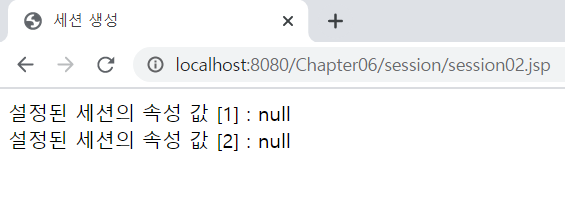 세션 생성
localhost:8080/Chapter06/session/session02.jsp
설정된 세션의 속성 값 [1] : null
설정된 세션의 속성 값 [2] : null